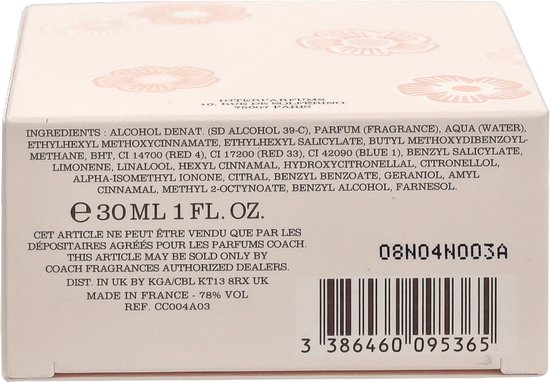 INTERPARFUMS
10, RUE DE SOLFERINO
75007 PARIS
INGREDIENTS : ALCOHOL DENAT. (SD ALCOHOL 39-C), PARFUM (FRAGRANCE), AQUA (WATER),
ETHYLHEXYL METHOXYCINNAMATE, ETHYLHEXYL SALICYLATE, BUTYL METHOXYDIBENZOYL-
METHANE, BHT, CI 14700 (RED 4), CI 17200 (RED 33), CI 42090 (BLUE 1), BENZYL SALICYLATE,
LIMONENE, LINALOOL, HEXYL CINNAMAL, HYDROXYCITRONELLAL, CITRONELLOL,
ALPHA-ISOMETHYL IONONE, CITRAL, BENZYL BENZOATE, GERANIOL, AMYL
CINNAMAL, METHYL 2-OCTYNOATE, BENZYL ALCOHOL, FARNESOL.
℮ 30 ML 1 FL. OZ.
CET ARTICLE NE PEUT ÊTRE VENDU QUE PAR LES
DÉPOSITAIRES AGRÉÉS POUR LES PARFUMS COACH.
THIS ARTICLE MAY BE SOLD ONLY BY
COACH FRAGRANCES AUTHORIZED DEALERS.
DIST. IN UK BY KGA/CBL KT13 8RX UK
MADE IN FRANCE - 78% VOL
REF. CC004A03
08N04N003A
3 386460 095365